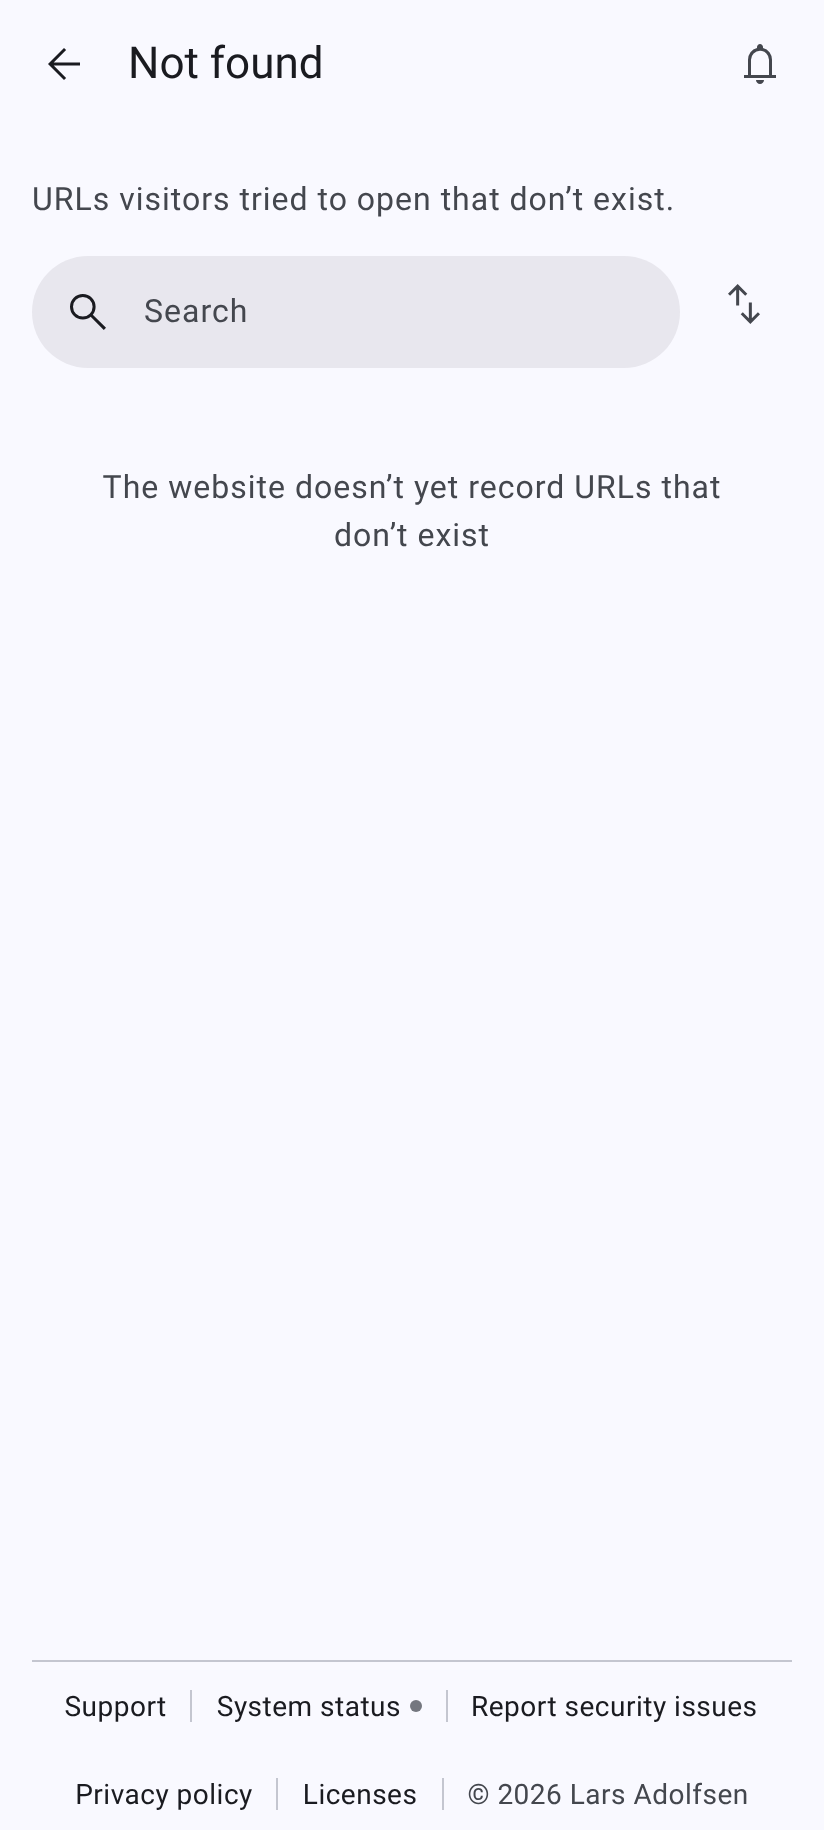 Not found
URLs visitors tried to open that don’t exist.
Search
The website doesn’t yet record URLs that
don’t exist
Support
System status
Report security issues
Privacy policy
Licenses
© 2026 Lars Adolfsen